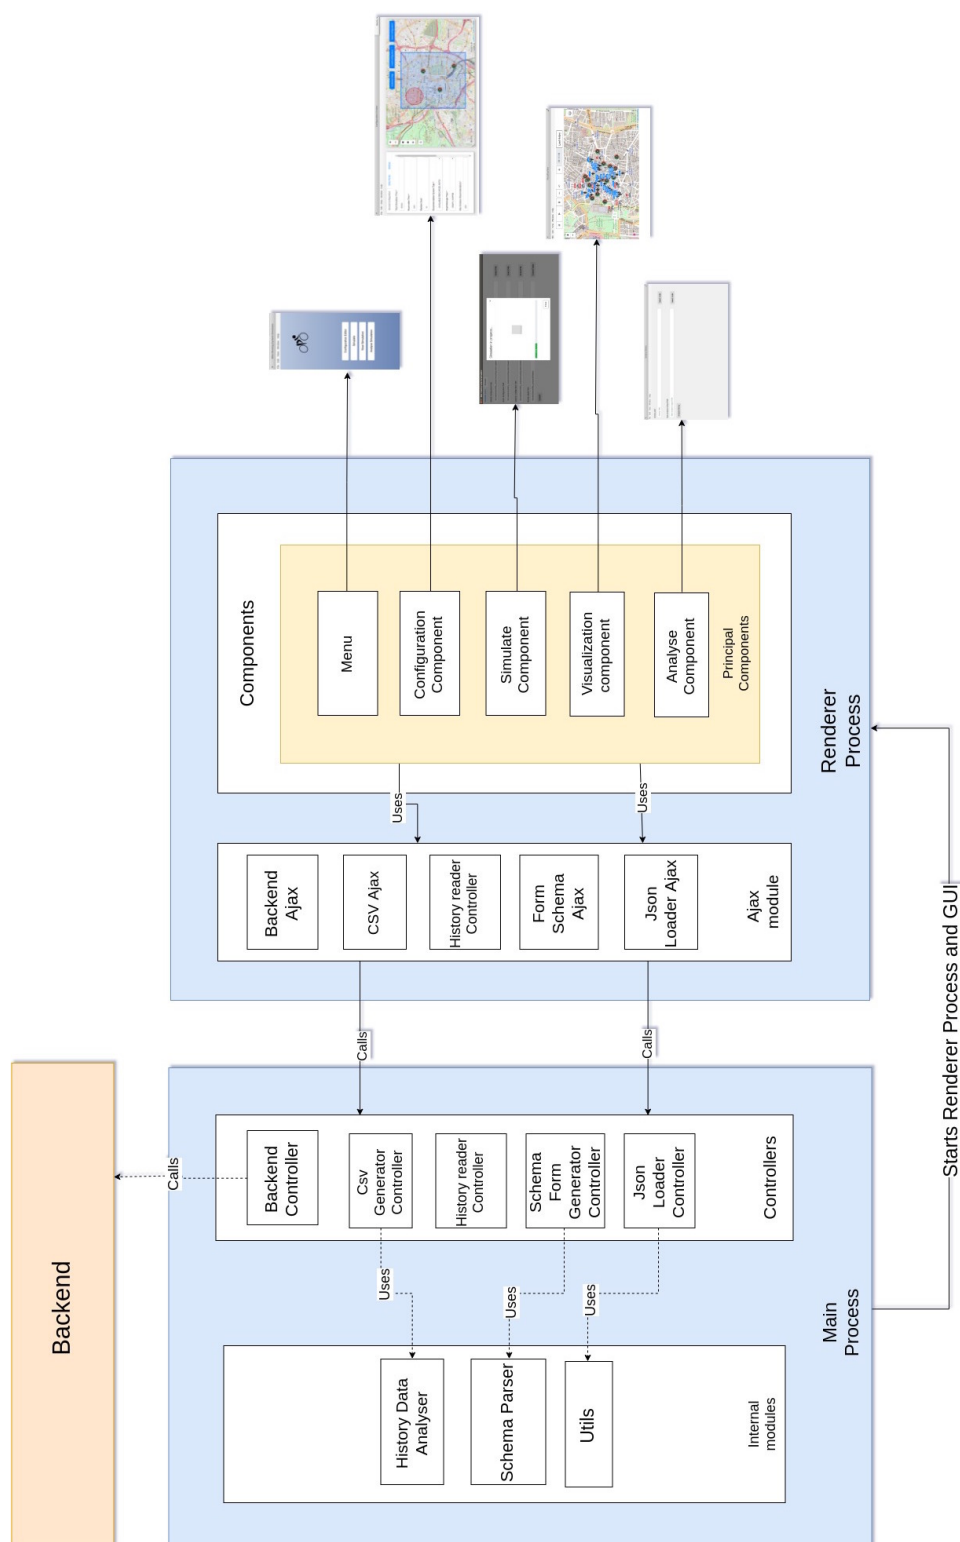 Backend
Calls
Main
Process
Internal
modules
History Data
Analyser
Schema Parser
Utils
Uses
Uses
Uses
Controllers
Backend
Controller
Csv
Generator
Controller
History reader
Controller
Schema
Form
Generator
Controller
Json
Loader
Controller
Calls
Calls
Renderer
Process
Ajax
module
Backend
Ajax
CSV Ajax
History reader
Controller
Form
Schema
Ajax
Json
Loader Ajax
Uses
Uses
Components
Principal
Components
Menu
Configuration
Component
Simulate
Component
Visualization
component
Analyse
Component
Starts Renderer Process and GUI